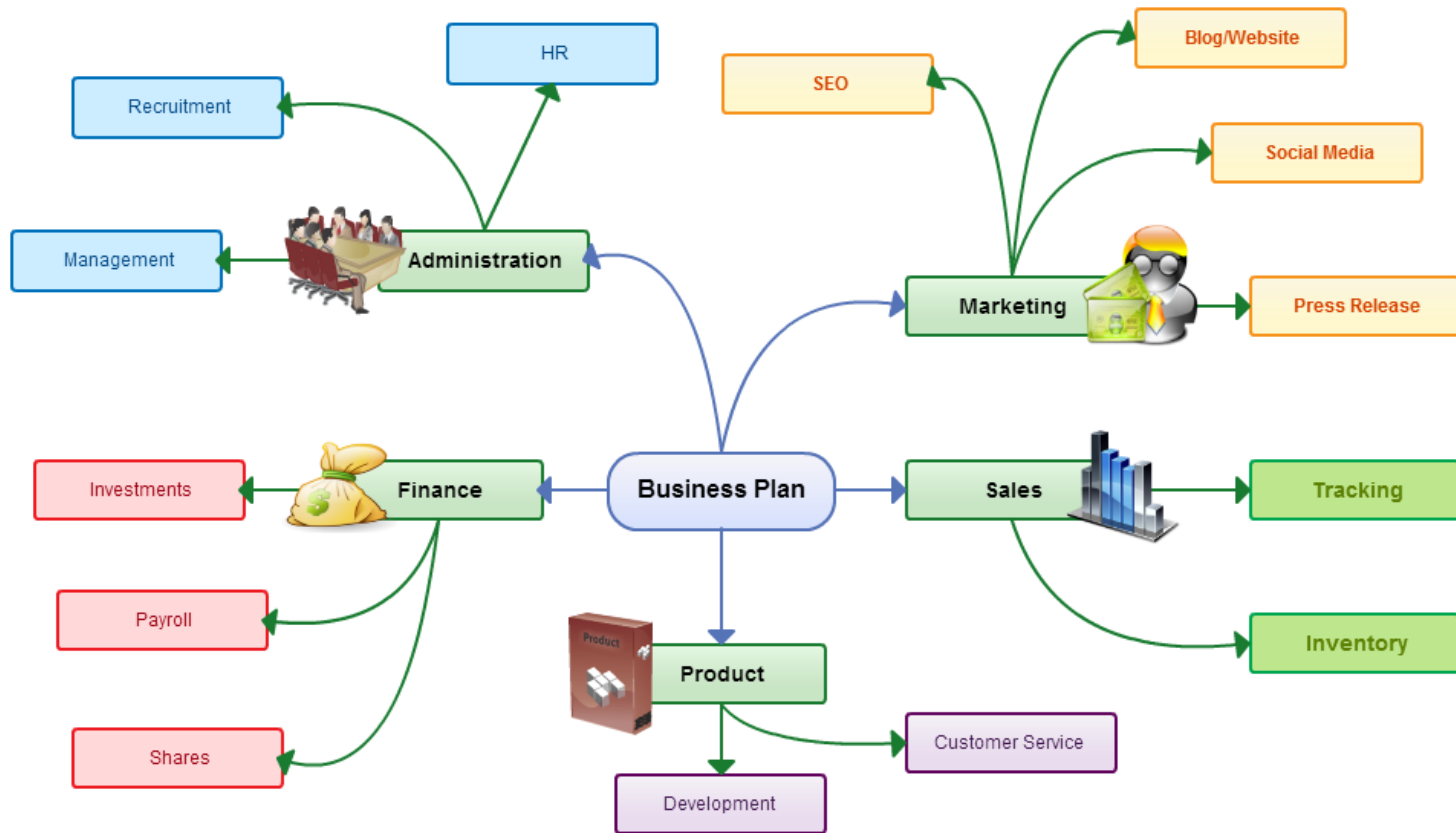 HR
Blog/Website
SEO
Recruitment
Social Media
Management
Administration
Marketing
Press Release
Investments
Finance
Business Plan
Sales
Tracking
Payroll
Product
Product
Inventory
Shares
Customer Service
Development